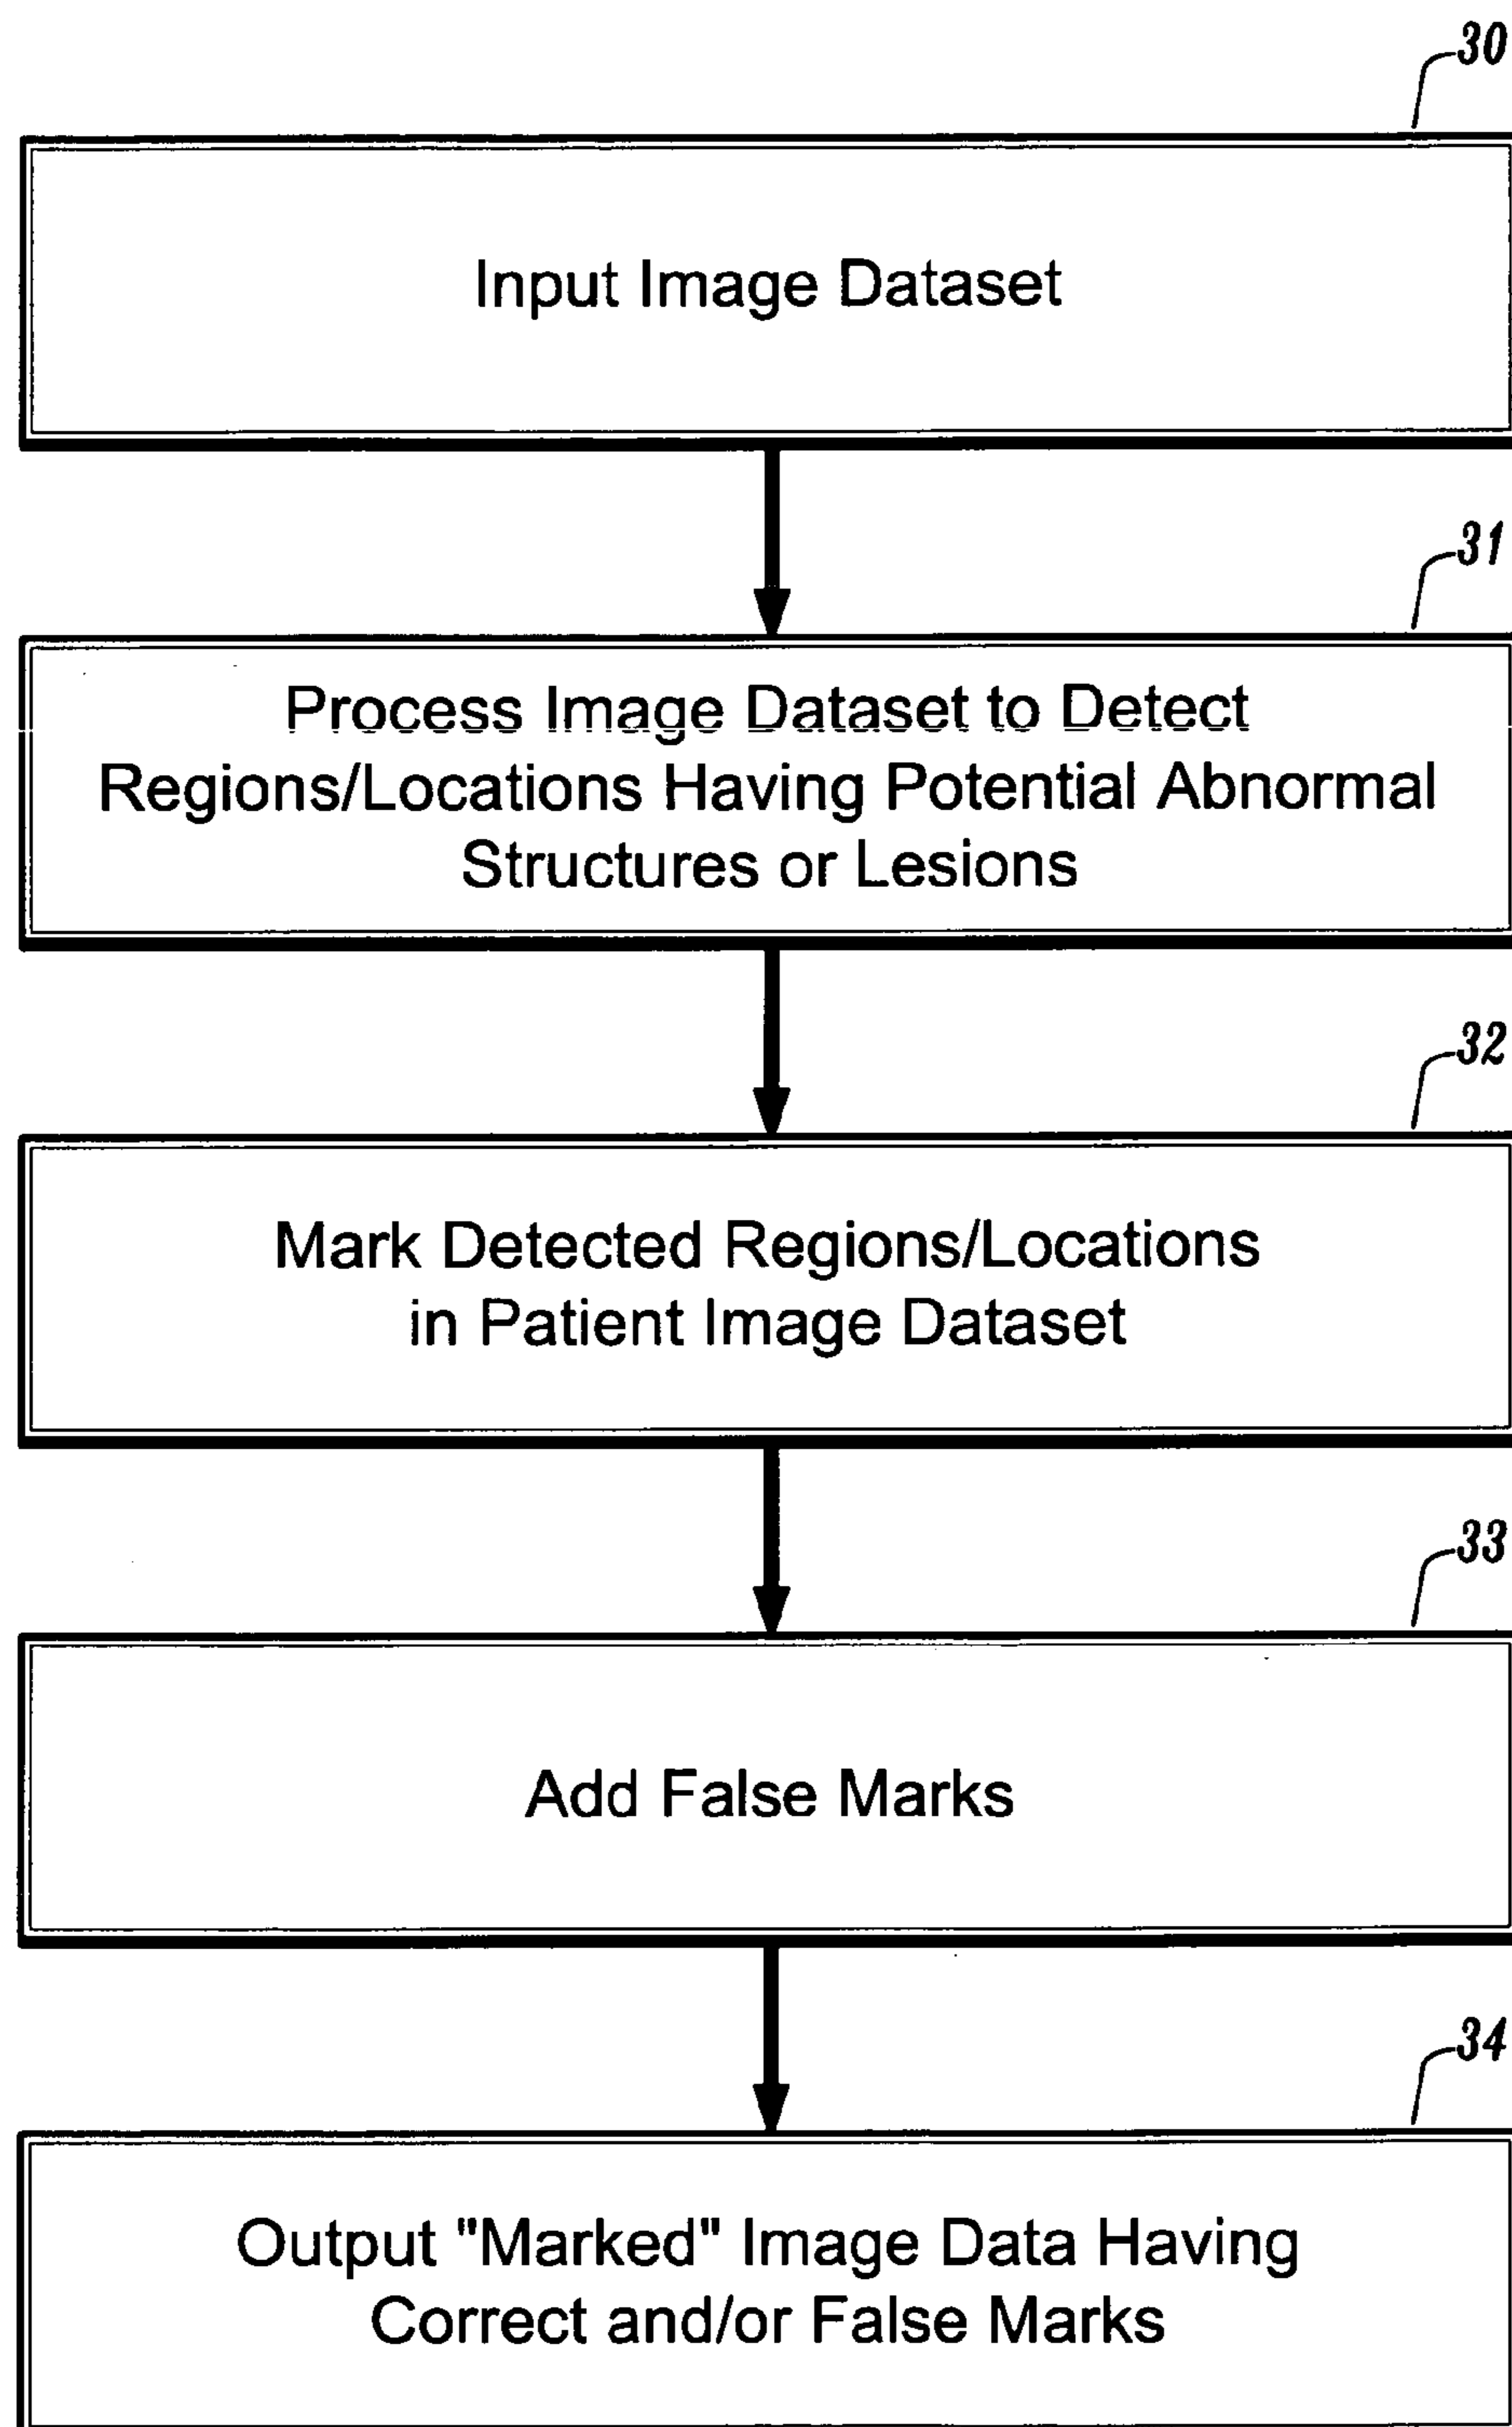 30
Input Image Dataset
31
Process Image Dataset to Detect
Regions/Locations Having Potential Abnormal
Structures or Lesions
32
Mark Detected Regions/Locations
in Patient Image Dataset
33
Add False Marks
34
Output "Marked" Image Data Having
Correct and/or False Marks